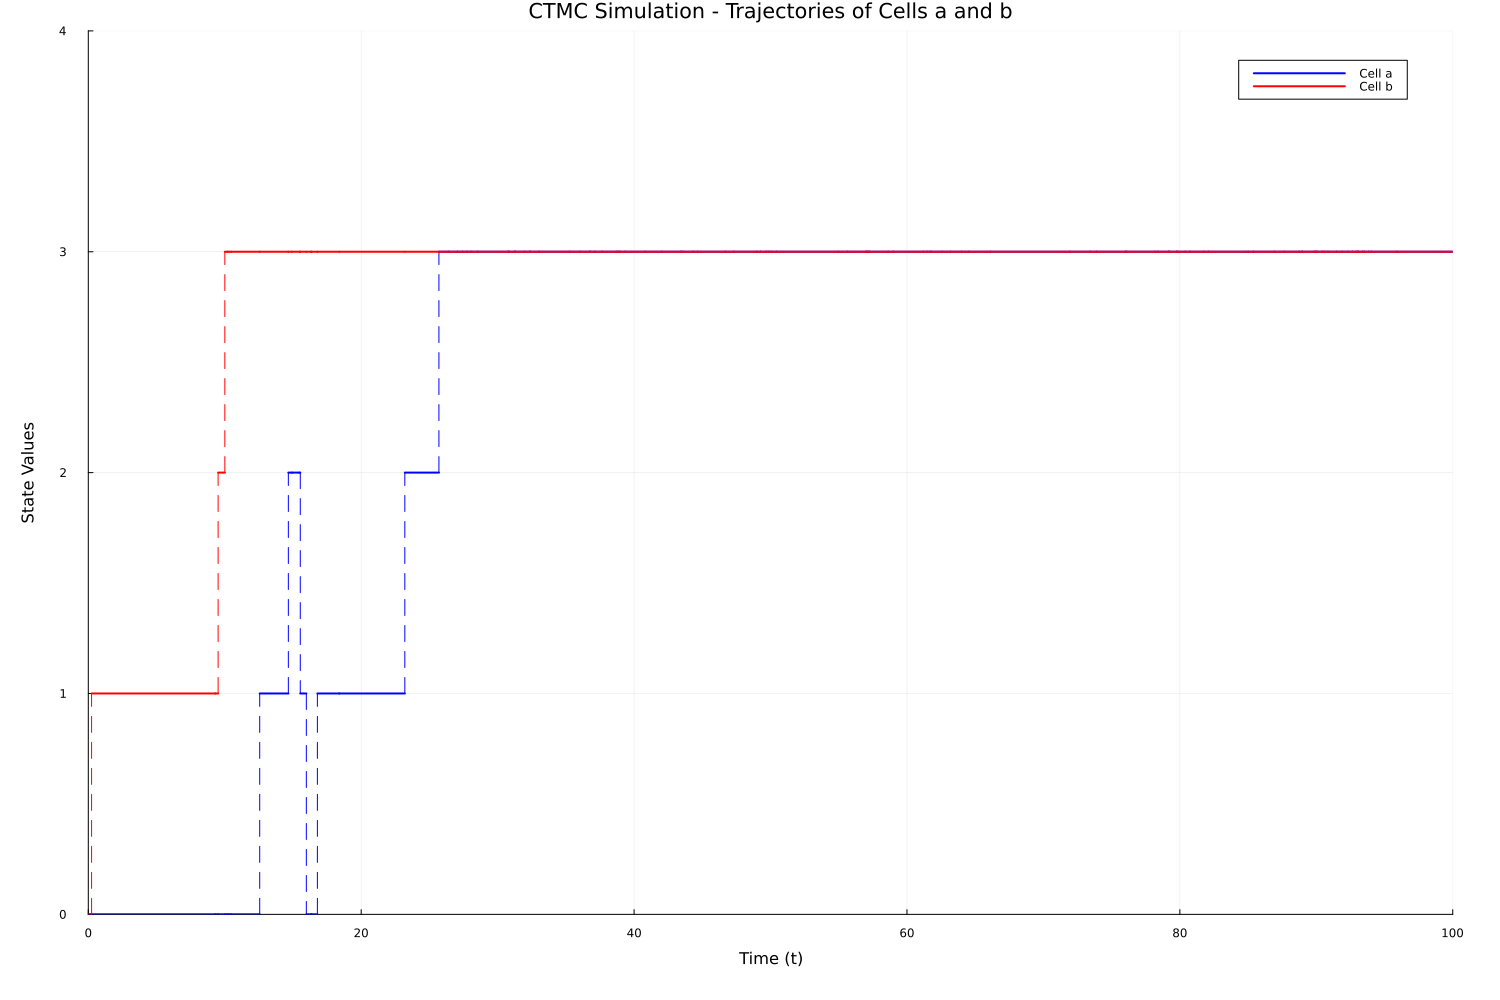 CTMC Simulation - Trajectories of Cells a and b
4
Cell a
Cell b
3
State Values
2
1
0
0 20 40 60 80 100
Time (t)